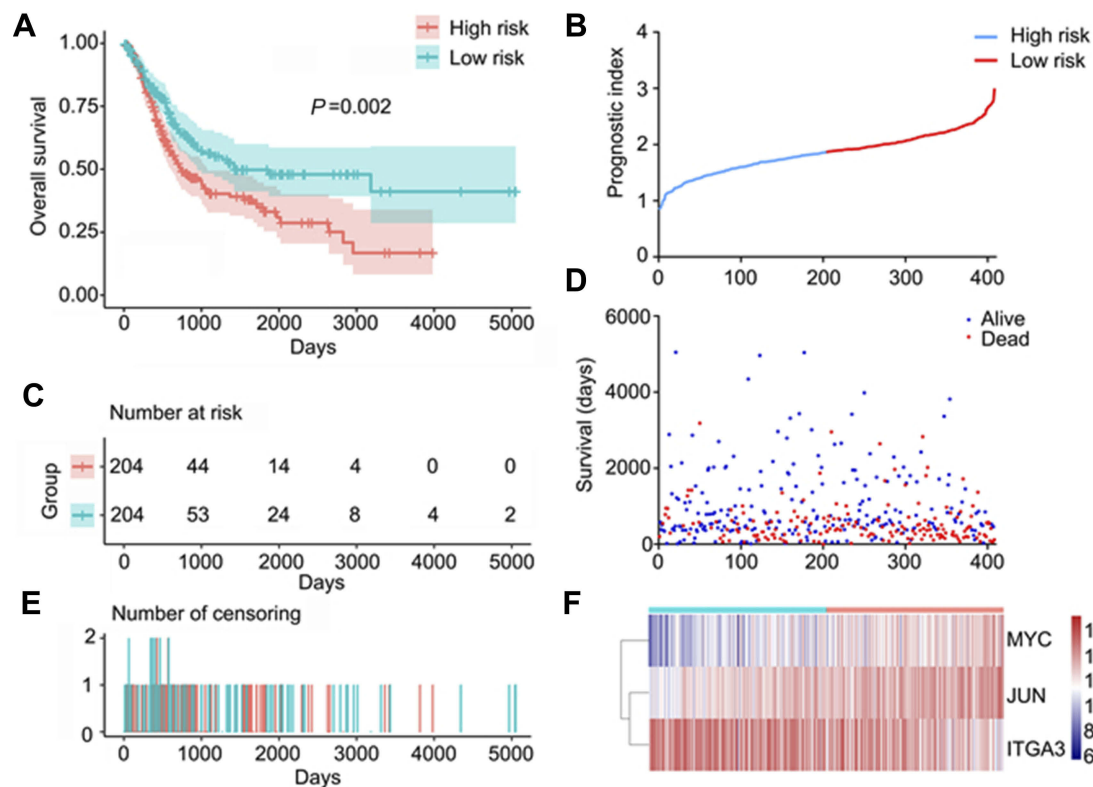 A
High risk
Low risk
P=0.002
Overall survival
1.00
0.75
0.50
0.25
0.00
0 1000 2000 3000 4000 5000
Days
B
High risk
Low risk
Prognostic index
4
3
2
1
0
0 100 200 300 400
C
Number at risk
Group
204 44 14 4 0 0
204 53 24 8 4 2
0 1000 2000 3000 4000 5000
Days
D
Alive
Dead
Survival (days)
6000
4000
2000
0
0 100 200 300 400
E
Number of censoring
2
1
0
0 1000 2000 3000 4000 5000
Days
F
MYC
JUN
ITGA3
1
1
1
1
8
6